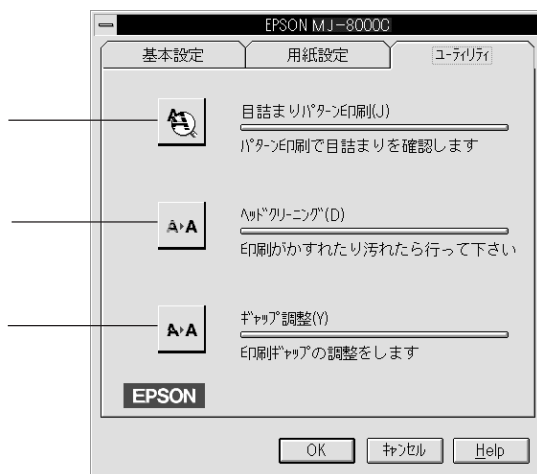 EPSON MJ-8000C
基本設定 用紙設定 ﾕｰﾃｨﾘﾃｨ
目詰まりﾊﾟﾀｰﾝ印刷(J)
ﾊﾟﾀｰﾝ印刷で目詰まりを確認します
ﾍｯﾄﾞｸﾘｰﾆﾝｸﾞ(D)
印刷がかすれたり汚れたら行って下さい
ｷﾞｬｯﾌﾟ調整(Y)
印刷ｷﾞｬｯﾌﾟの調整をします
EPSON
OK ｷｬﾝｾﾙ Help